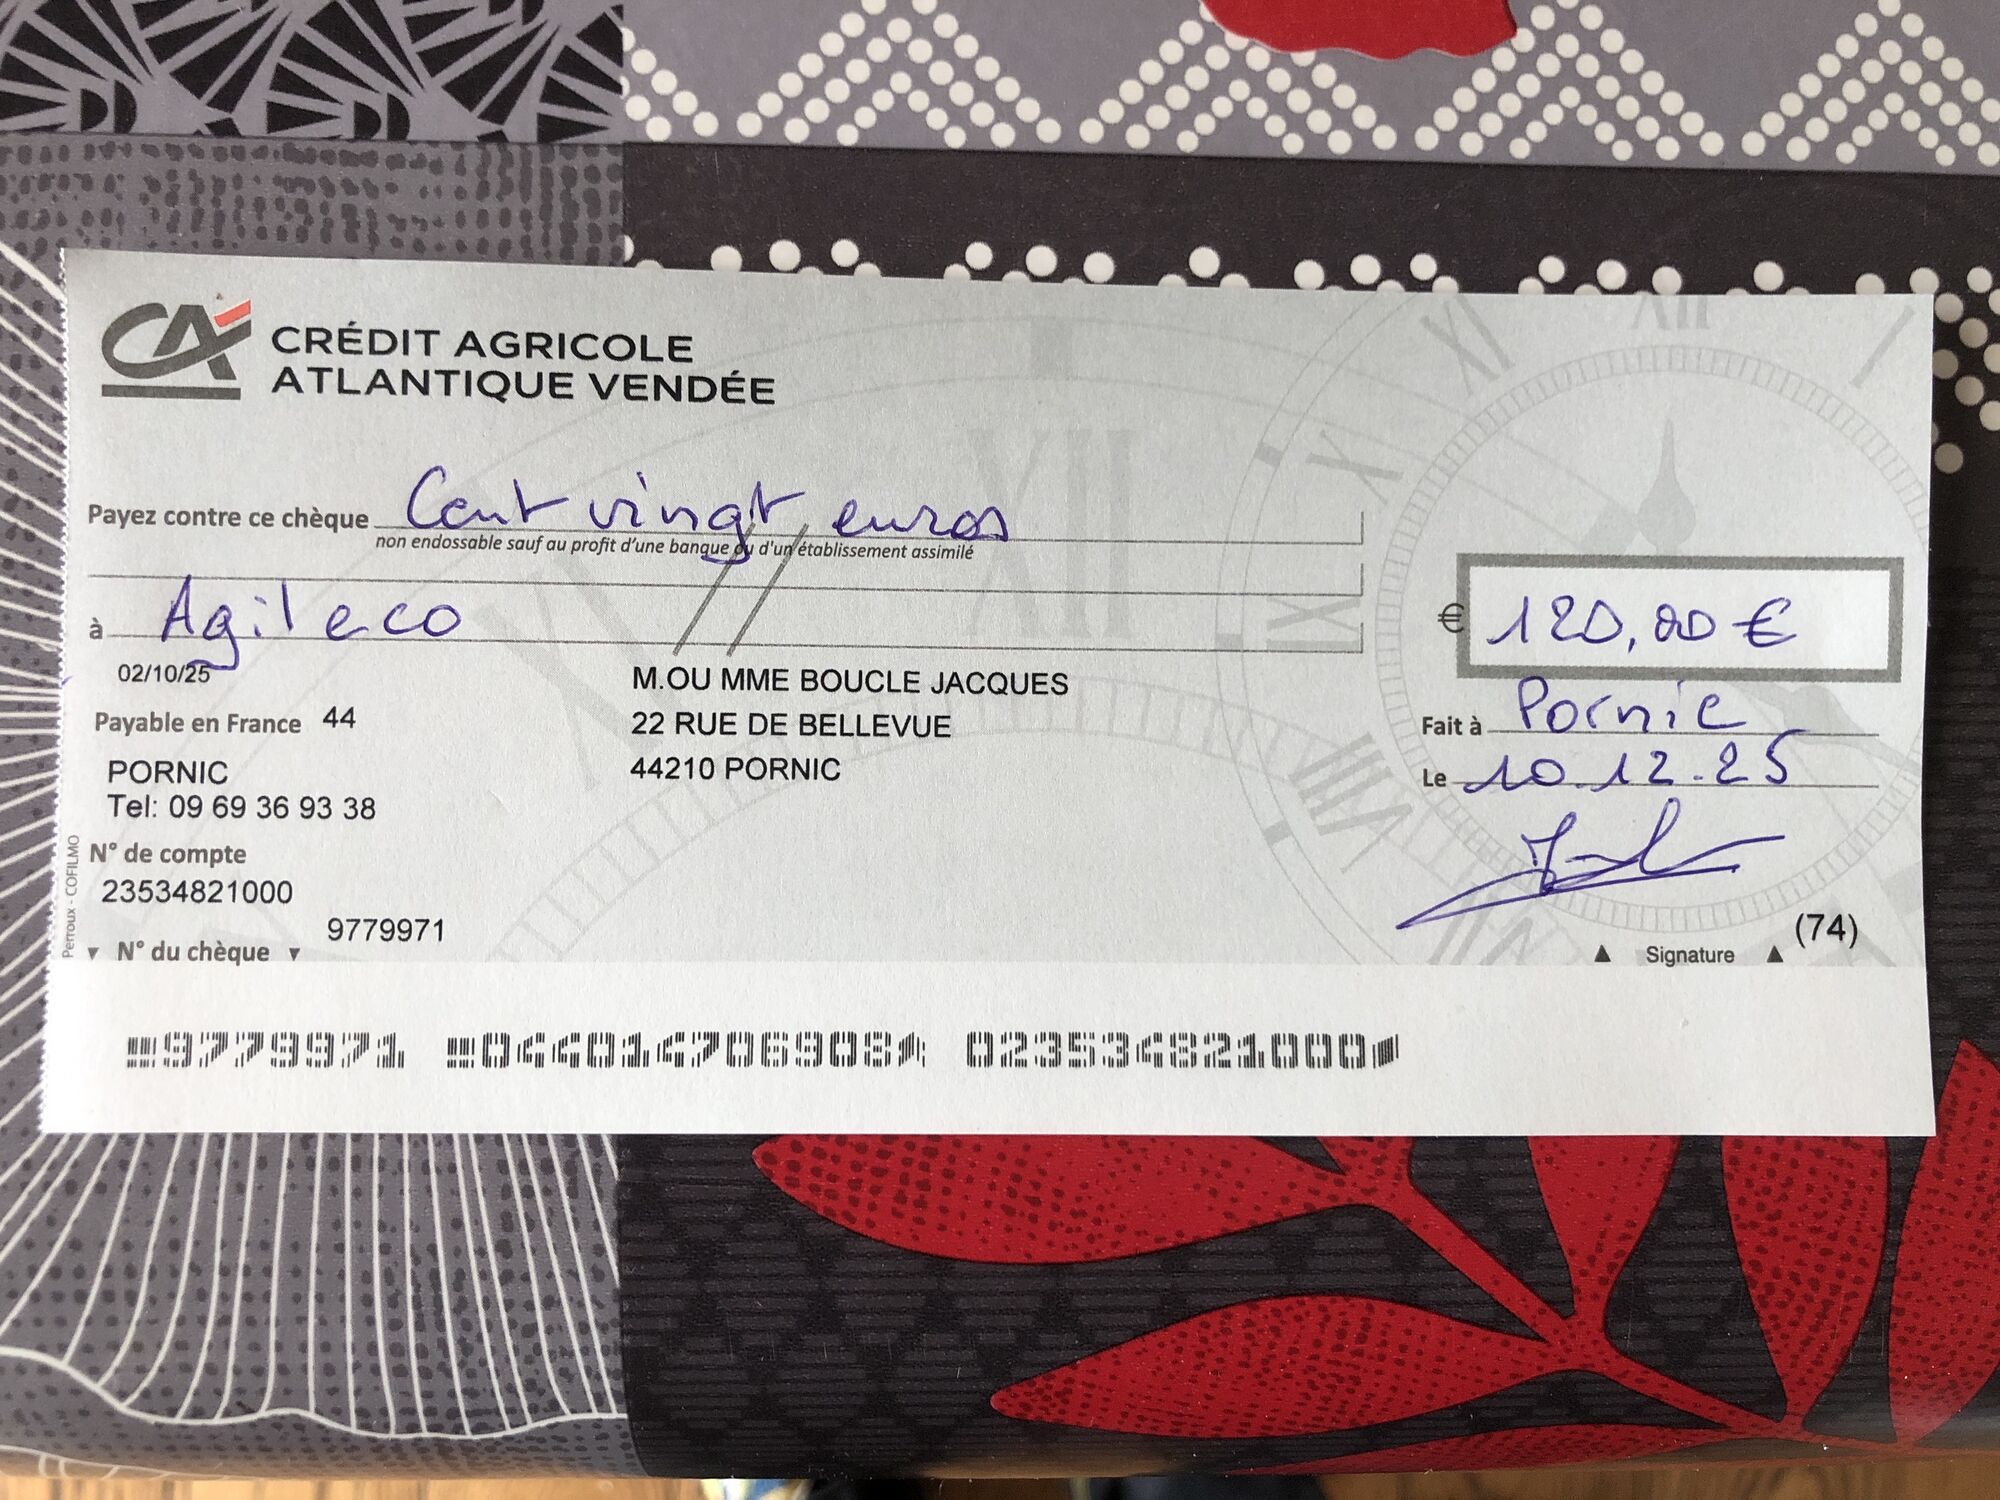 CA CRÉDIT AGRICOLE
ATLANTIQUE VENDÉE
Payez contre ce chèque Cent vingt euros
non endossable sauf au profit d'une banque ou d'un établissement assimilé
à Agileco
€ 120,00 €
02/10/25
Payable en France 44
PORNIC
Tel: 09 69 36 93 38
N° de compte
23534821000
N° du chèque 9779971
Perroux - COFILMO
M.OU MME BOUCLE JACQUES
22 RUE DE BELLEVUE
44210 PORNIC
Fait à Pornic
Le 10.12.25
Signature (74)
9779971 044014706908 023534821000